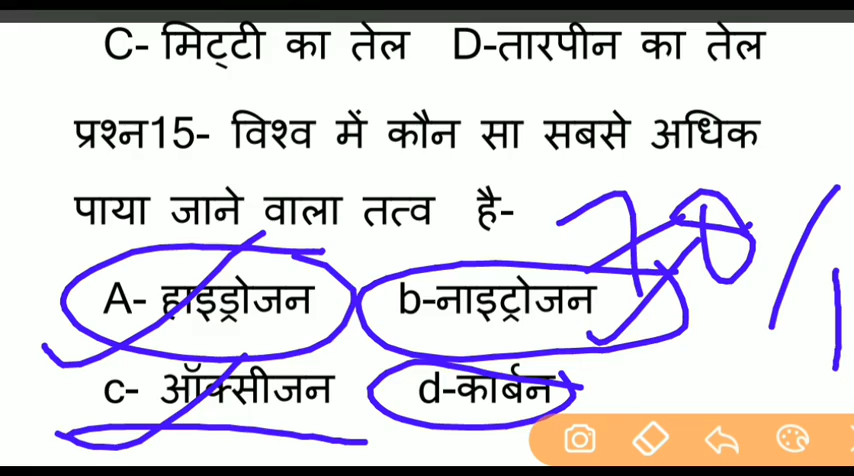 C- मिट्टी का तेल D-तारपीन का तेल
प्रश्न15- विश्व में कौन सा सबसे अधिक
पाया जाने वाला तत्व है-
A- हाइड्रोजन b-नाइट्रोजन
c- ऑक्सीजन d-कार्बन